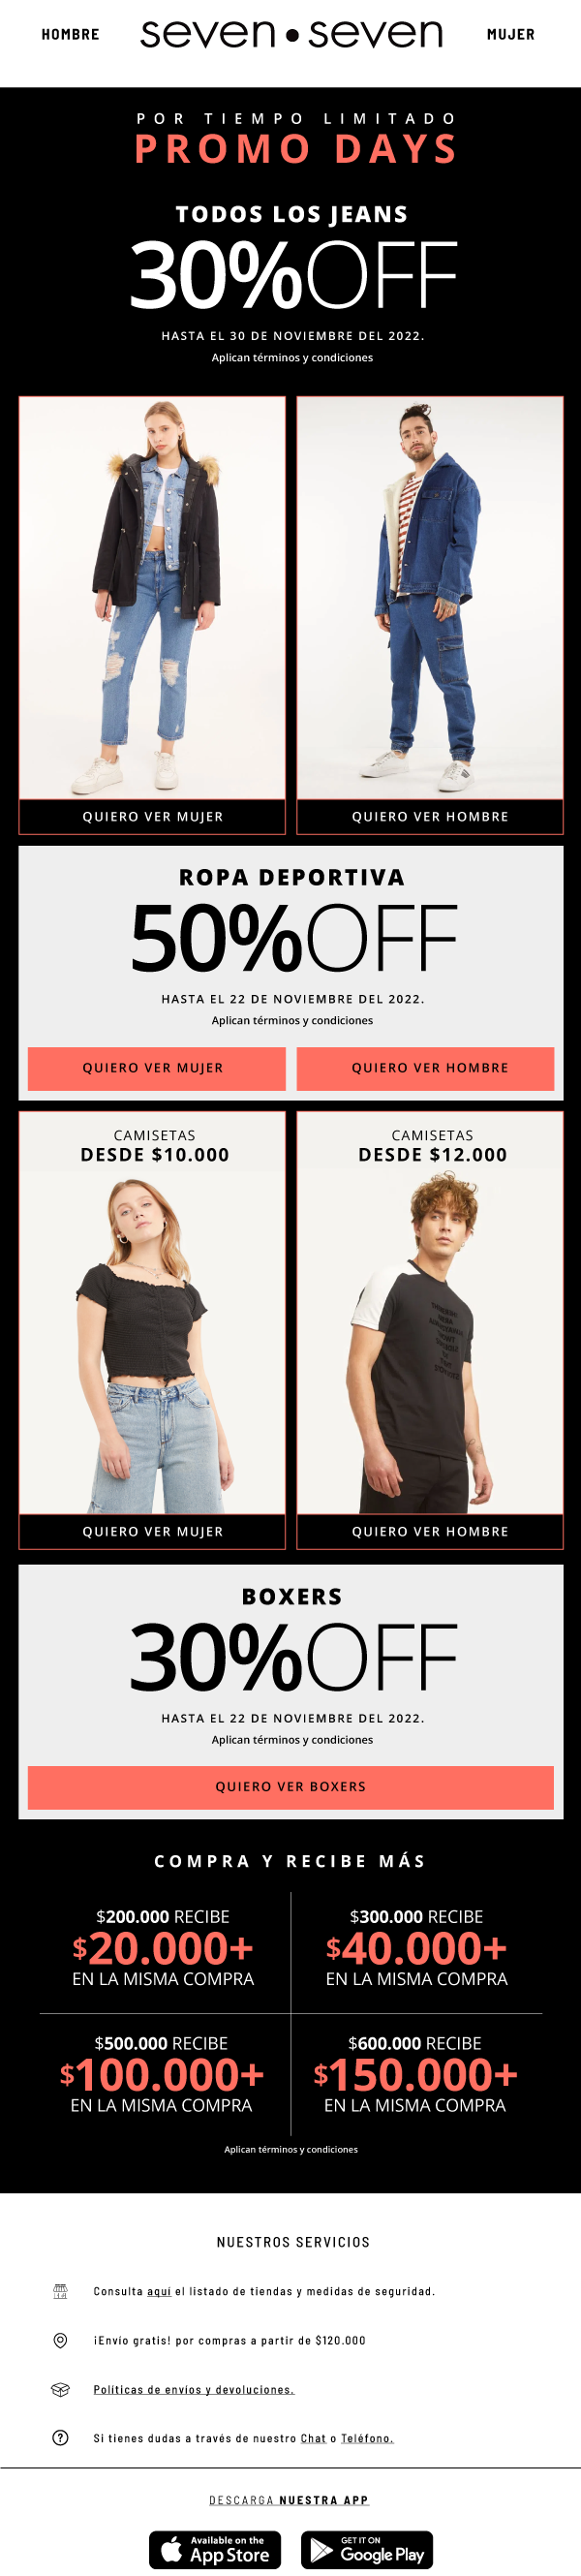 HOMBRE
seven•seven
MUJER
POR TIEMPO LIMITADO
PROMO DAYS
TODOS LOS JEANS
30%OFF
HASTA EL 30 DE NOVIEMBRE DEL 2022.
Aplican términos y condiciones
QUIERO VER MUJER
QUIERO VER HOMBRE
ROPA DEPORTIVA
50%OFF
HASTA EL 22 DE NOVIEMBRE DEL 2022.
Aplican términos y condiciones
QUIERO VER MUJER
QUIERO VER HOMBRE
CAMISETAS
DESDE $10.000
CAMISETAS
DESDE $12.000
QUIERO VER MUJER
QUIERO VER HOMBRE
BOXERS
30%OFF
HASTA EL 22 DE NOVIEMBRE DEL 2022.
Aplican términos y condiciones
QUIERO VER BOXERS
COMPRA Y RECIBE MÁS
$200.000 RECIBE
$20.000+
EN LA MISMA COMPRA
$300.000 RECIBE
$40.000+
EN LA MISMA COMPRA
$500.000 RECIBE
$100.000+
EN LA MISMA COMPRA
$600.000 RECIBE
$150.000+
EN LA MISMA COMPRA
Aplican términos y condiciones
NUESTROS SERVICIOS
Consulta aquí el listado de tiendas y medidas de seguridad.
¡Envío gratis! por compras a partir de $120.000
Políticas de envíos y devoluciones.
Si tienes dudas a través de nuestro Chat o Teléfono.
DESCARGA NUESTRA APP
Available on the
App Store
GET IT ON
Google Play